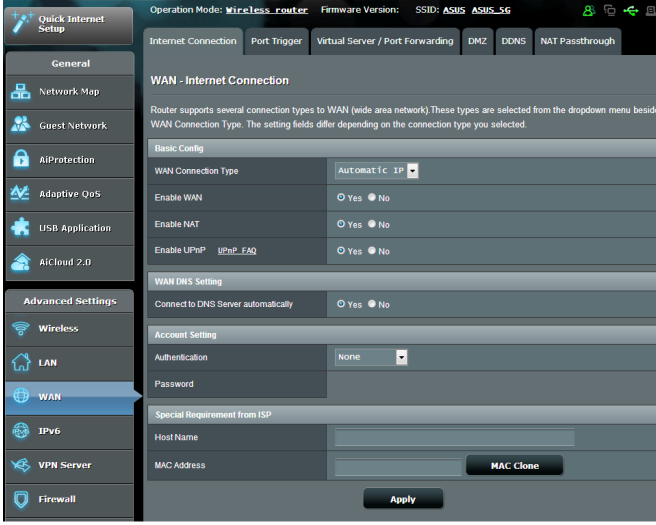 Quick Internet Setup
Operation Mode: Wireless router Firmware Version: SSID: ASUS ASUS_5G
Internet Connection Port Trigger Virtual Server / Port Forwarding DMZ DDNS NAT Passthrough
General
Network Map
Guest Network
AiProtection
Adaptive QoS
USB Application
AiCloud 2.0
Advanced Settings
Wireless
LAN
WAN
IPv6
VPN Server
Firewall
WAN - Internet Connection
Router supports several connection types to WAN (wide area network).These types are selected from the dropdown menu besid
WAN Connection Type. The setting fields differ depending on the connection type you selected.
Basic Config
WAN Connection Type Automatic IP
Enable WAN Yes No
Enable NAT Yes No
Enable UPnP UPnP FAQ Yes No
WAN DNS Setting
Connect to DNS Server automatically Yes No
Account Setting
Authentication None
Password
Special Requirement from ISP
Host Name
MAC Address MAC Clone
Apply